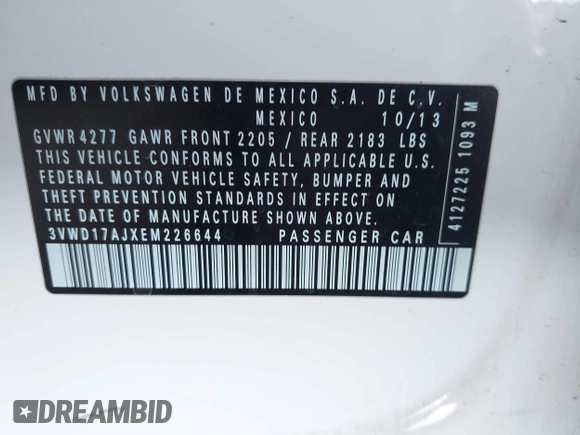 MFD BY VOLKSWAGEN DE MEXICO S.A. DE C.V.
MEXICO 10/13
GVWR 4277 GAWR FRONT 2205 / REAR 2183 LBS
THIS VEHICLE CONFORMS TO ALL APPLICABLE U.S.
FEDERAL MOTOR VEHICLE SAFETY, BUMPER AND
THEFT PREVENTION STANDARDS IN EFFECT ON
THE DATE OF MANUFACTURE SHOWN ABOVE.
3VWD17AJXEM226644 PASSENGER CAR
4127225 1093 M
DREAMBID